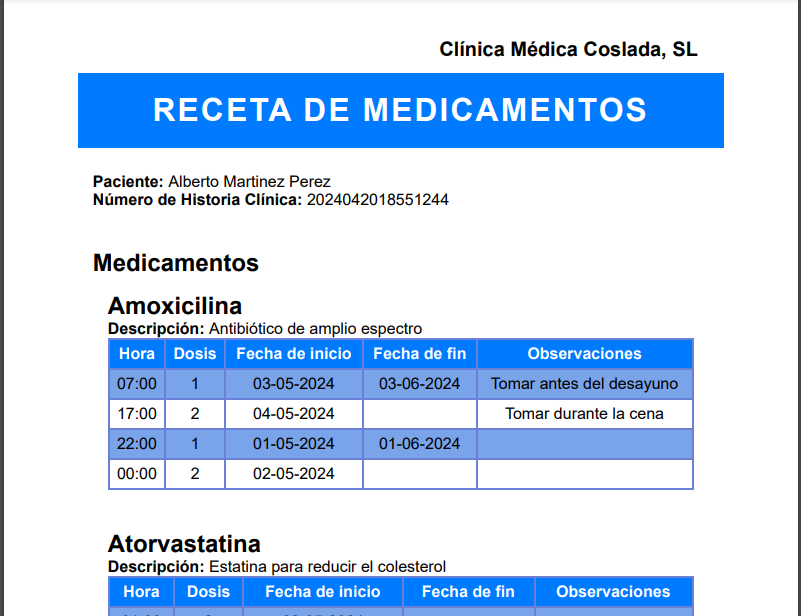 Clínica Médica Coslada, SL
RECETA DE MEDICAMENTOS
Paciente: Alberto Martinez Perez
Número de Historia Clínica: 2024042018551244
Medicamentos
Amoxicilina
Descripción: Antibiótico de amplio espectro
Hora Dosis Fecha de inicio Fecha de fin Observaciones
07:00 1 03-05-2024 03-06-2024 Tomar antes del desayuno
17:00 2 04-05-2024 Tomar durante la cena
22:00 1 01-05-2024 01-06-2024
00:00 2 02-05-2024
Atorvastatina
Descripción: Estatina para reducir el colesterol
Hora Dosis Fecha de inicio Fecha de fin Observaciones